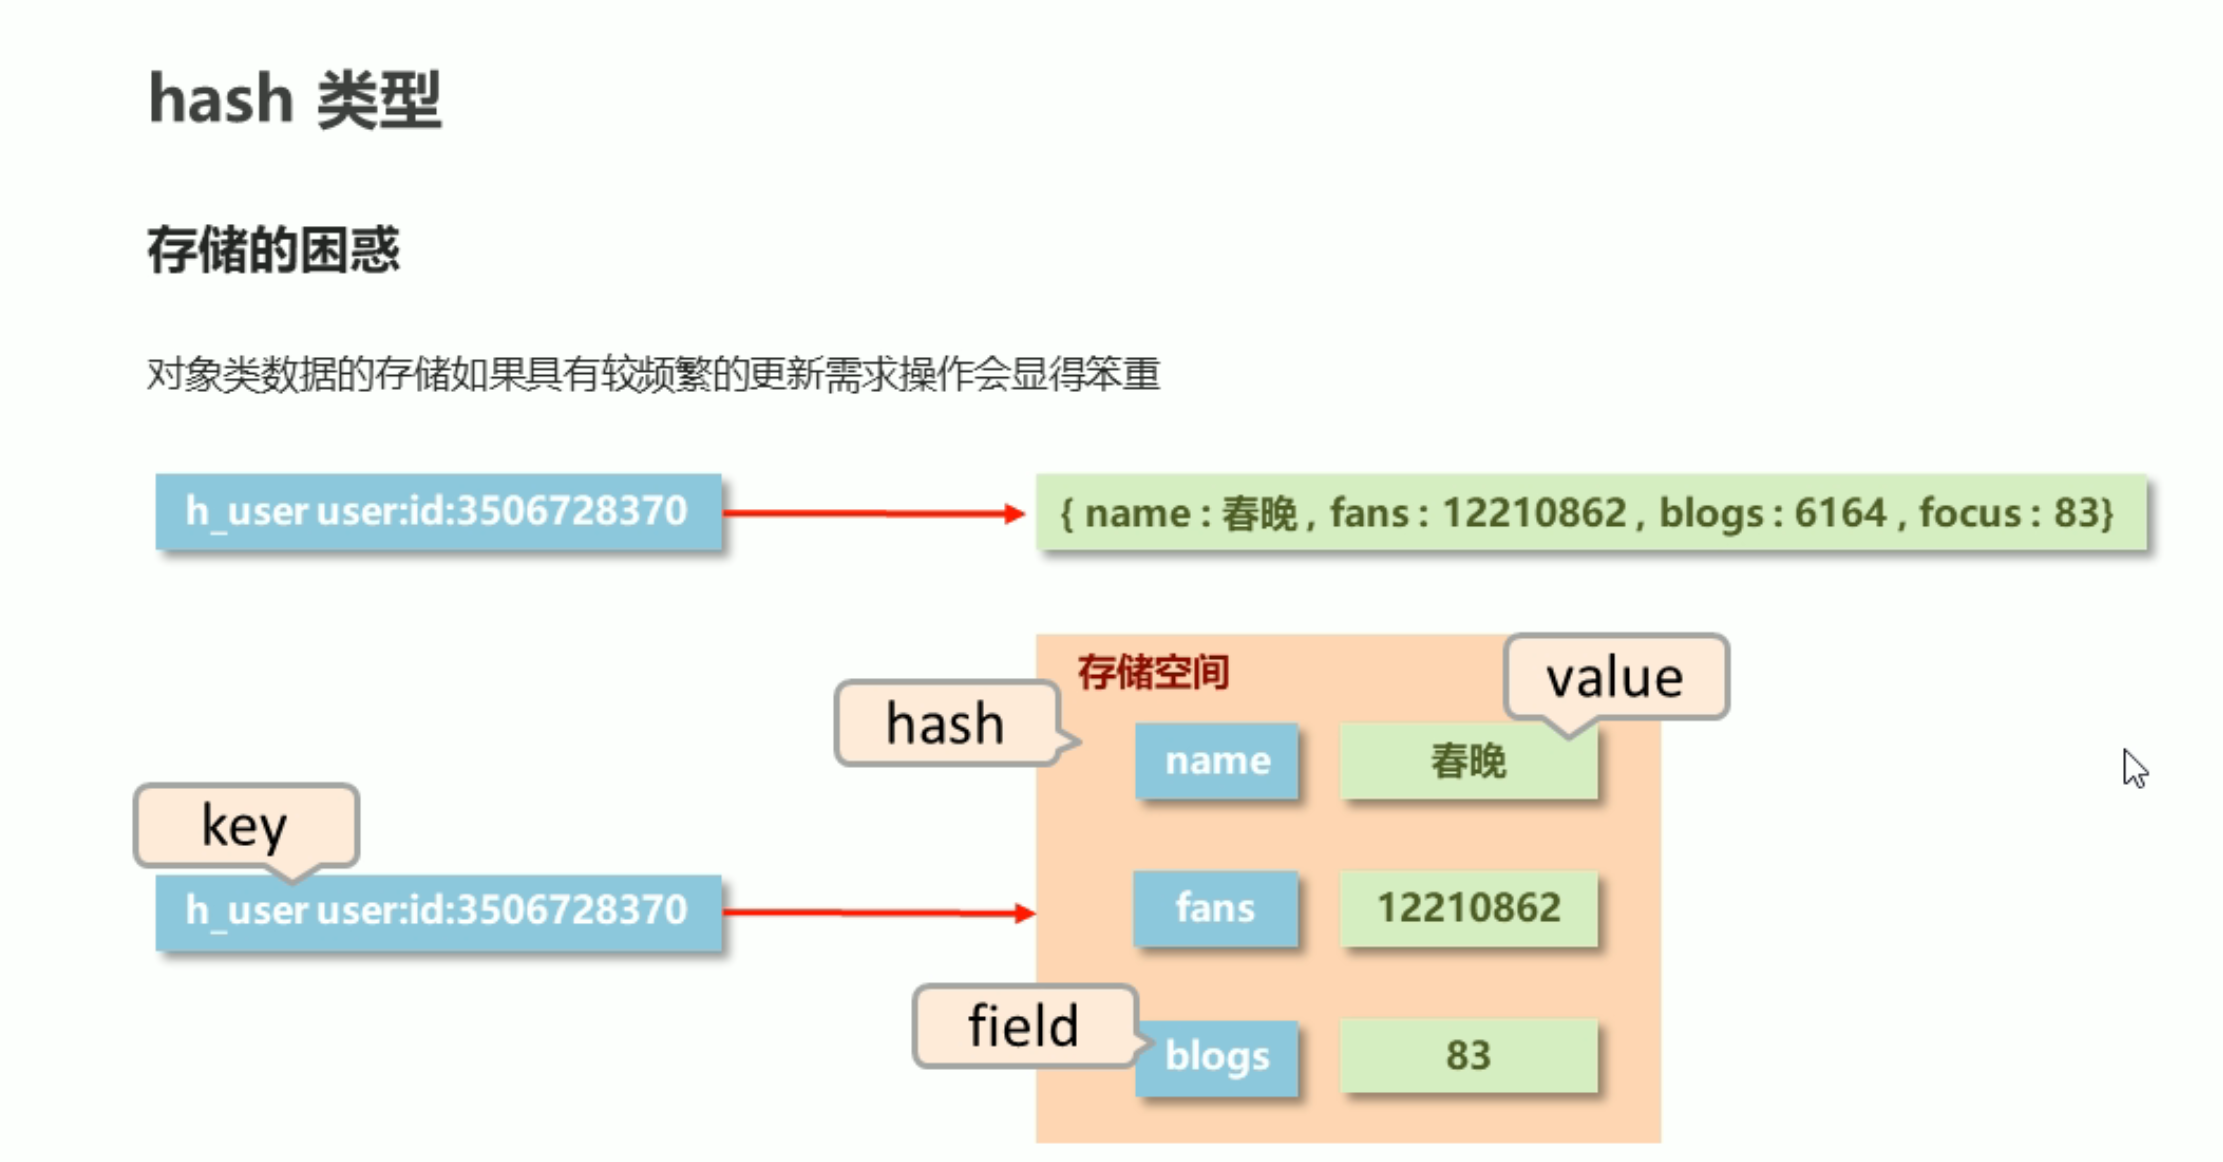 hash 类型
存储的困惑
对象类数据的存储如果具有较频繁的更新需求操作会显得笨重
h_user user:id:3506728370
{ name : 春晚 , fans : 12210862 , blogs : 6164 , focus : 83}
存储空间
value
hash
name
春晚
key
h_user user:id:3506728370
fans
12210862
field
blogs
83